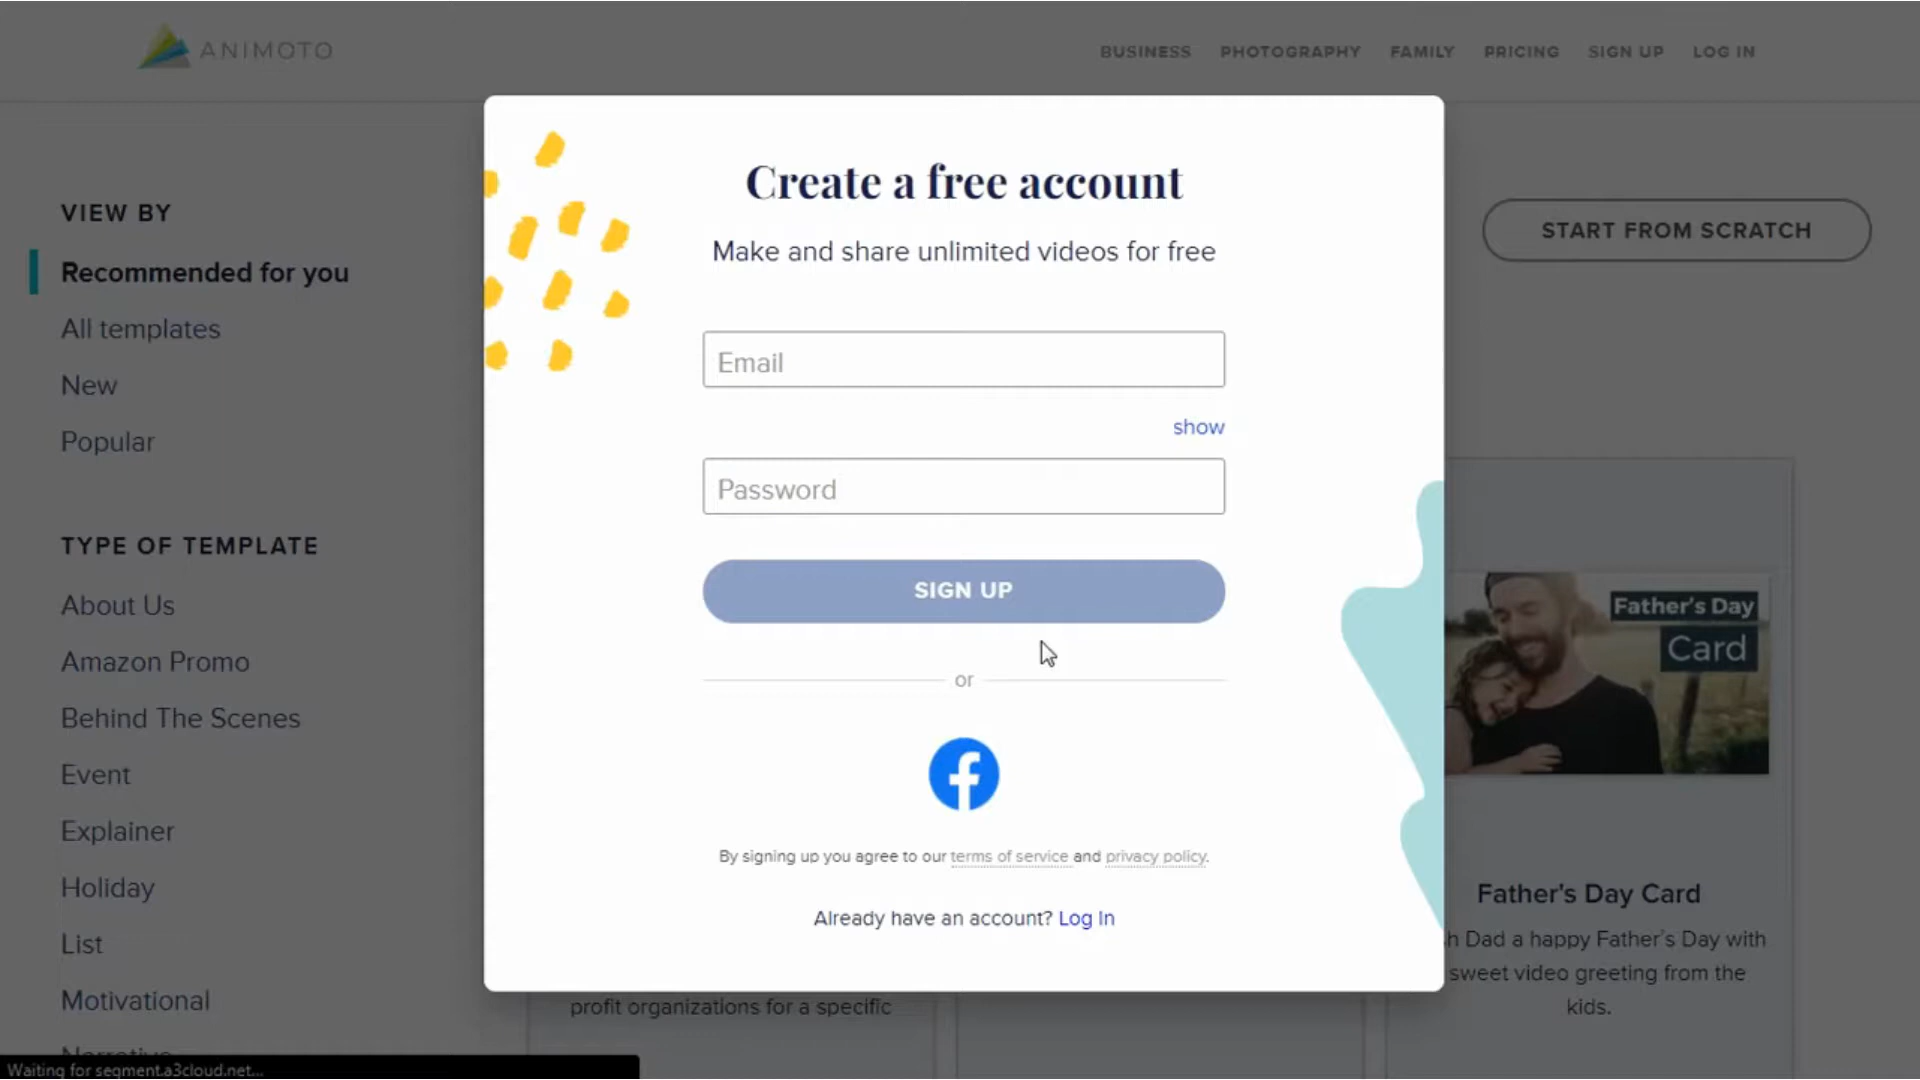 ANIMOTO
BUSINESS PHOTOGRAPHY FAMILY PRICING SIGN UP LOG IN
VIEW BY
Recommended for you
All templates
New
Popular
TYPE OF TEMPLATE
About Us
Amazon Promo
Behind The Scenes
Event
Explainer
Holiday
List
Motivational
Narrative
Waiting for segment.a3cloud.net...
Create a free account
Make and share unlimited videos for free
Email
show
Password
SIGN UP
or
By signing up you agree to our terms of service and privacy policy.
Already have an account? Log In
profit organizations for a specific
START FROM SCRATCH
Father's Day
Card
Father's Day Card
h Dad a happy Father's Day with
sweet video greeting from the
kids.